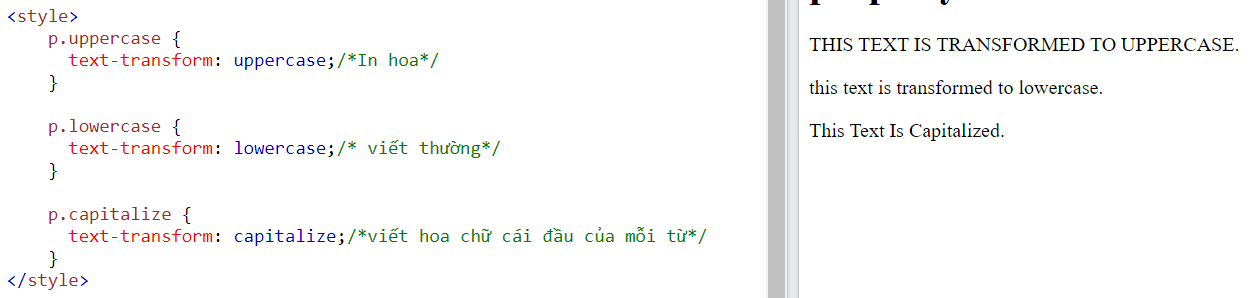 <style>
p.uppercase {
text-transform: uppercase;/*In hoa*/
}
p.lowercase {
text-transform: lowercase;/* viết thường*/
}
p.capitalize {
text-transform: capitalize;/*viết hoa chữ cái đầu của mỗi từ*/
}
</style>
THIS TEXT IS TRANSFORMED TO UPPERCASE.
this text is transformed to lowercase.
This Text Is Capitalized.